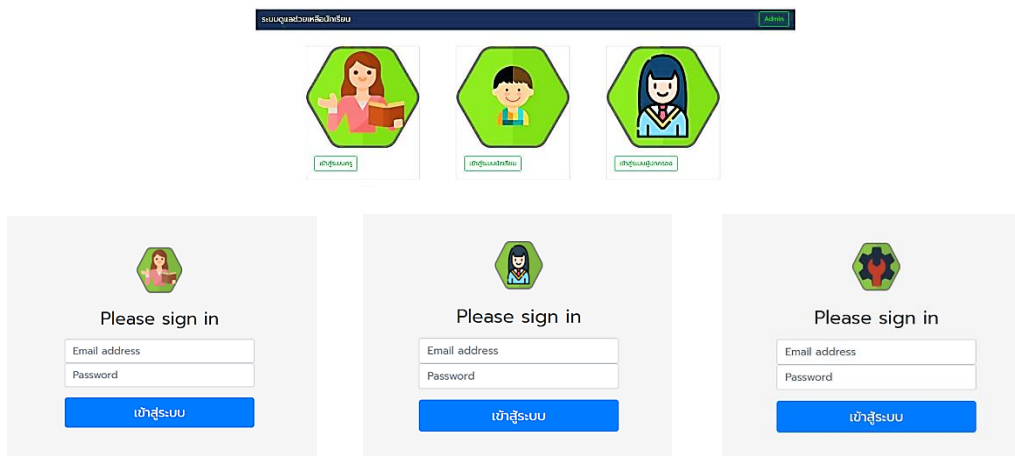 ระบบดูแลช่วยเหลือนักเรียน Admin
เข้าสู่ระบบครู เข้าสู่ระบบนักเรียน เข้าสู่ระบบผู้ปกครอง
Please sign in Please sign in Please sign in
Email address Email address Email address
Password Password Password
เข้าสู่ระบบ เข้าสู้ระบบ เข้าสู่ระบบ